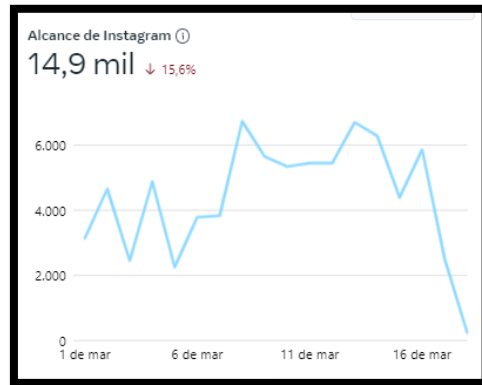 Alcance de Instagram
14,9 mil ↓ 15,6%
6.000
4.000
2.000
0
1 de mar 6 de mar 11 de mar 16 de mar